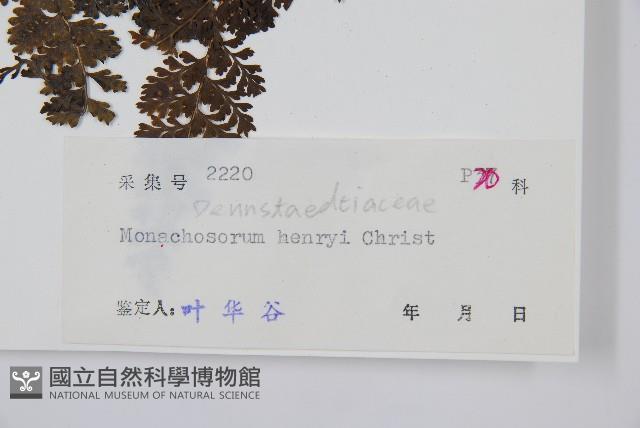 采集号 2220 P30 科
Dennstaedtiaceae
Monachosorum henryi Christ
鉴定人: 叶华谷 年 月 日
國立自然科學博物館
NATIONAL MUSEUM OF NATURAL SCIENCE